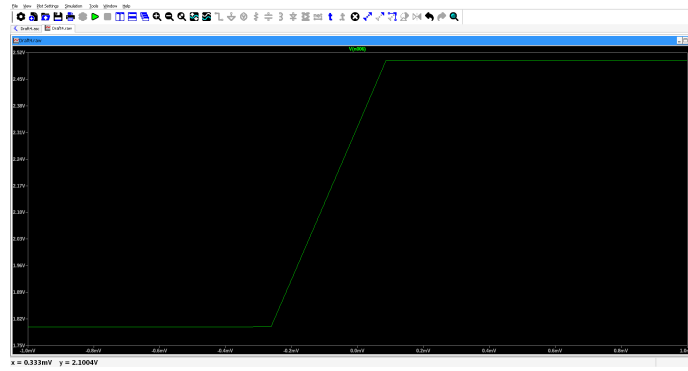 File View Plot Settings Simulation Tools Window Help
Draft4.asc Draft4.raw
Draft4.raw
V(n006)
2.52V
2.45V
2.38V
2.31V
2.24V
2.17V
2.10V
2.03V
1.96V
1.89V
1.82V
1.75V
-1.0mV -0.8mV -0.6mV -0.4mV -0.2mV 0.0mV 0.2mV 0.4mV 0.6mV 0.8mV 1.0
x = 0.333mV y = 2.1004V